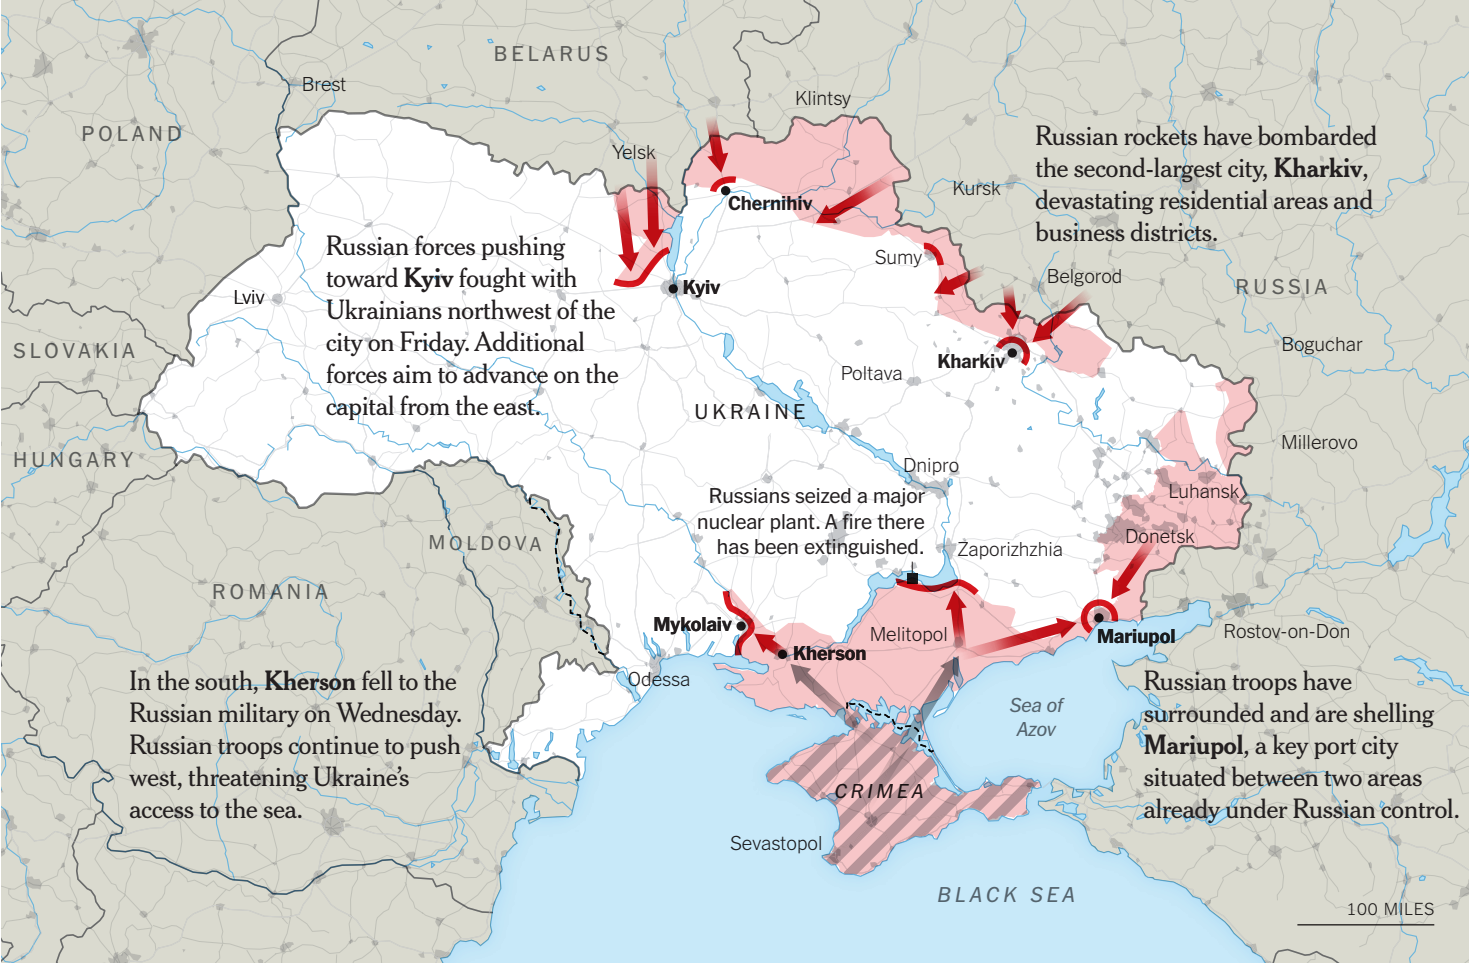 BELARUS
Brest
Klintsy
POLAND
Yelsk
Russian rockets have bombarded
the second-largest city, Kharkiv,
devastating residential areas and
business districts.
Kursk
Chernihiv
Russian forces pushing
toward Kyiv fought with
Ukrainians northwest of the
city on Friday. Additional
forces aim to advance on the
capital from the east.
Sumy
Belgorod
RUSSIA
Kyiv
Lviv
SLOVAKIA
Boguchar
Kharkiv
Poltava
UKRAINE
Millerovo
HUNGARY
Dnipro
Luhansk
Russians seized a major
nuclear plant. A fire there
has been extinguished.
Donetsk
MOLDOVA
Zaporizhzhia
ROMANIA
Mykolaiv
Melitopol
Mariupol
Rostov-on-Don
Kherson
Odessa
In the south, Kherson fell to the
Russian military on Wednesday.
Russian troops continue to push
west, threatening Ukraine’s
access to the sea.
Sea of
Azov
Russian troops have
surrounded and are shelling
Mariupol, a key port city
situated between two areas
already under Russian control.
CRIMEA
Sevastopol
BLACK SEA
100 MILES